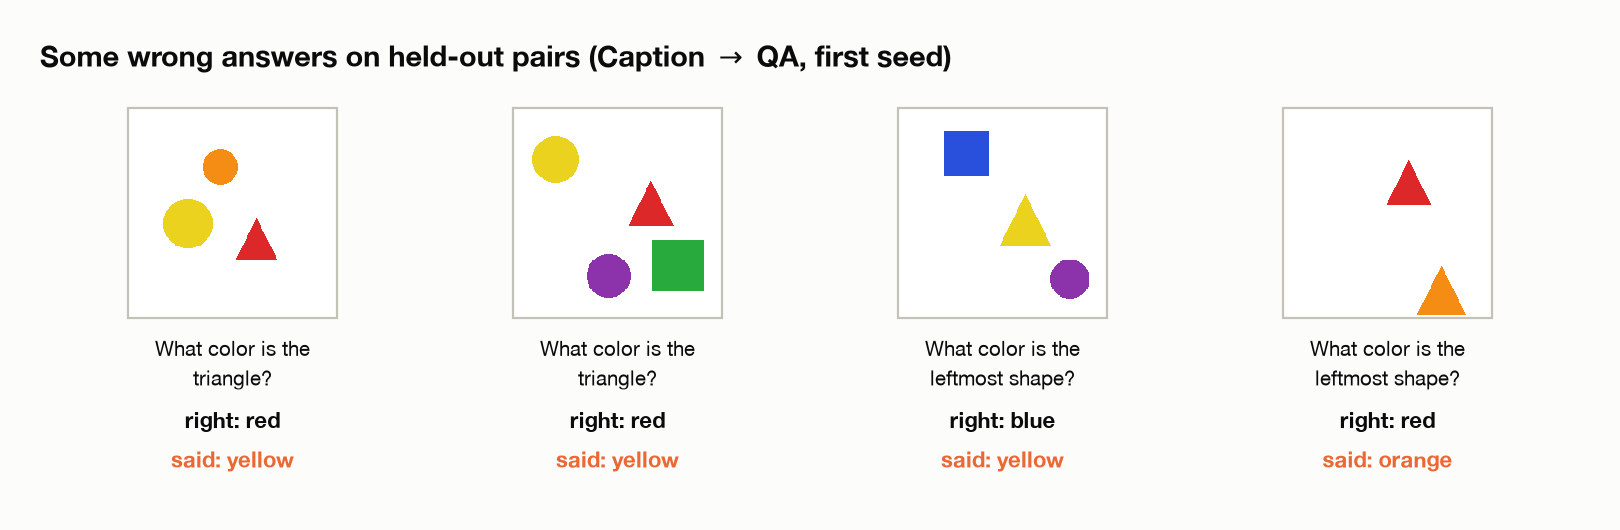 Some wrong answers on held-out pairs (Caption → QA, first seed)
What color is the
triangle?
right: red
said: yellow
What color is the
triangle?
right: red
said: yellow
What color is the
leftmost shape?
right: blue
said: yellow
What color is the
leftmost shape?
right: red
said: orange